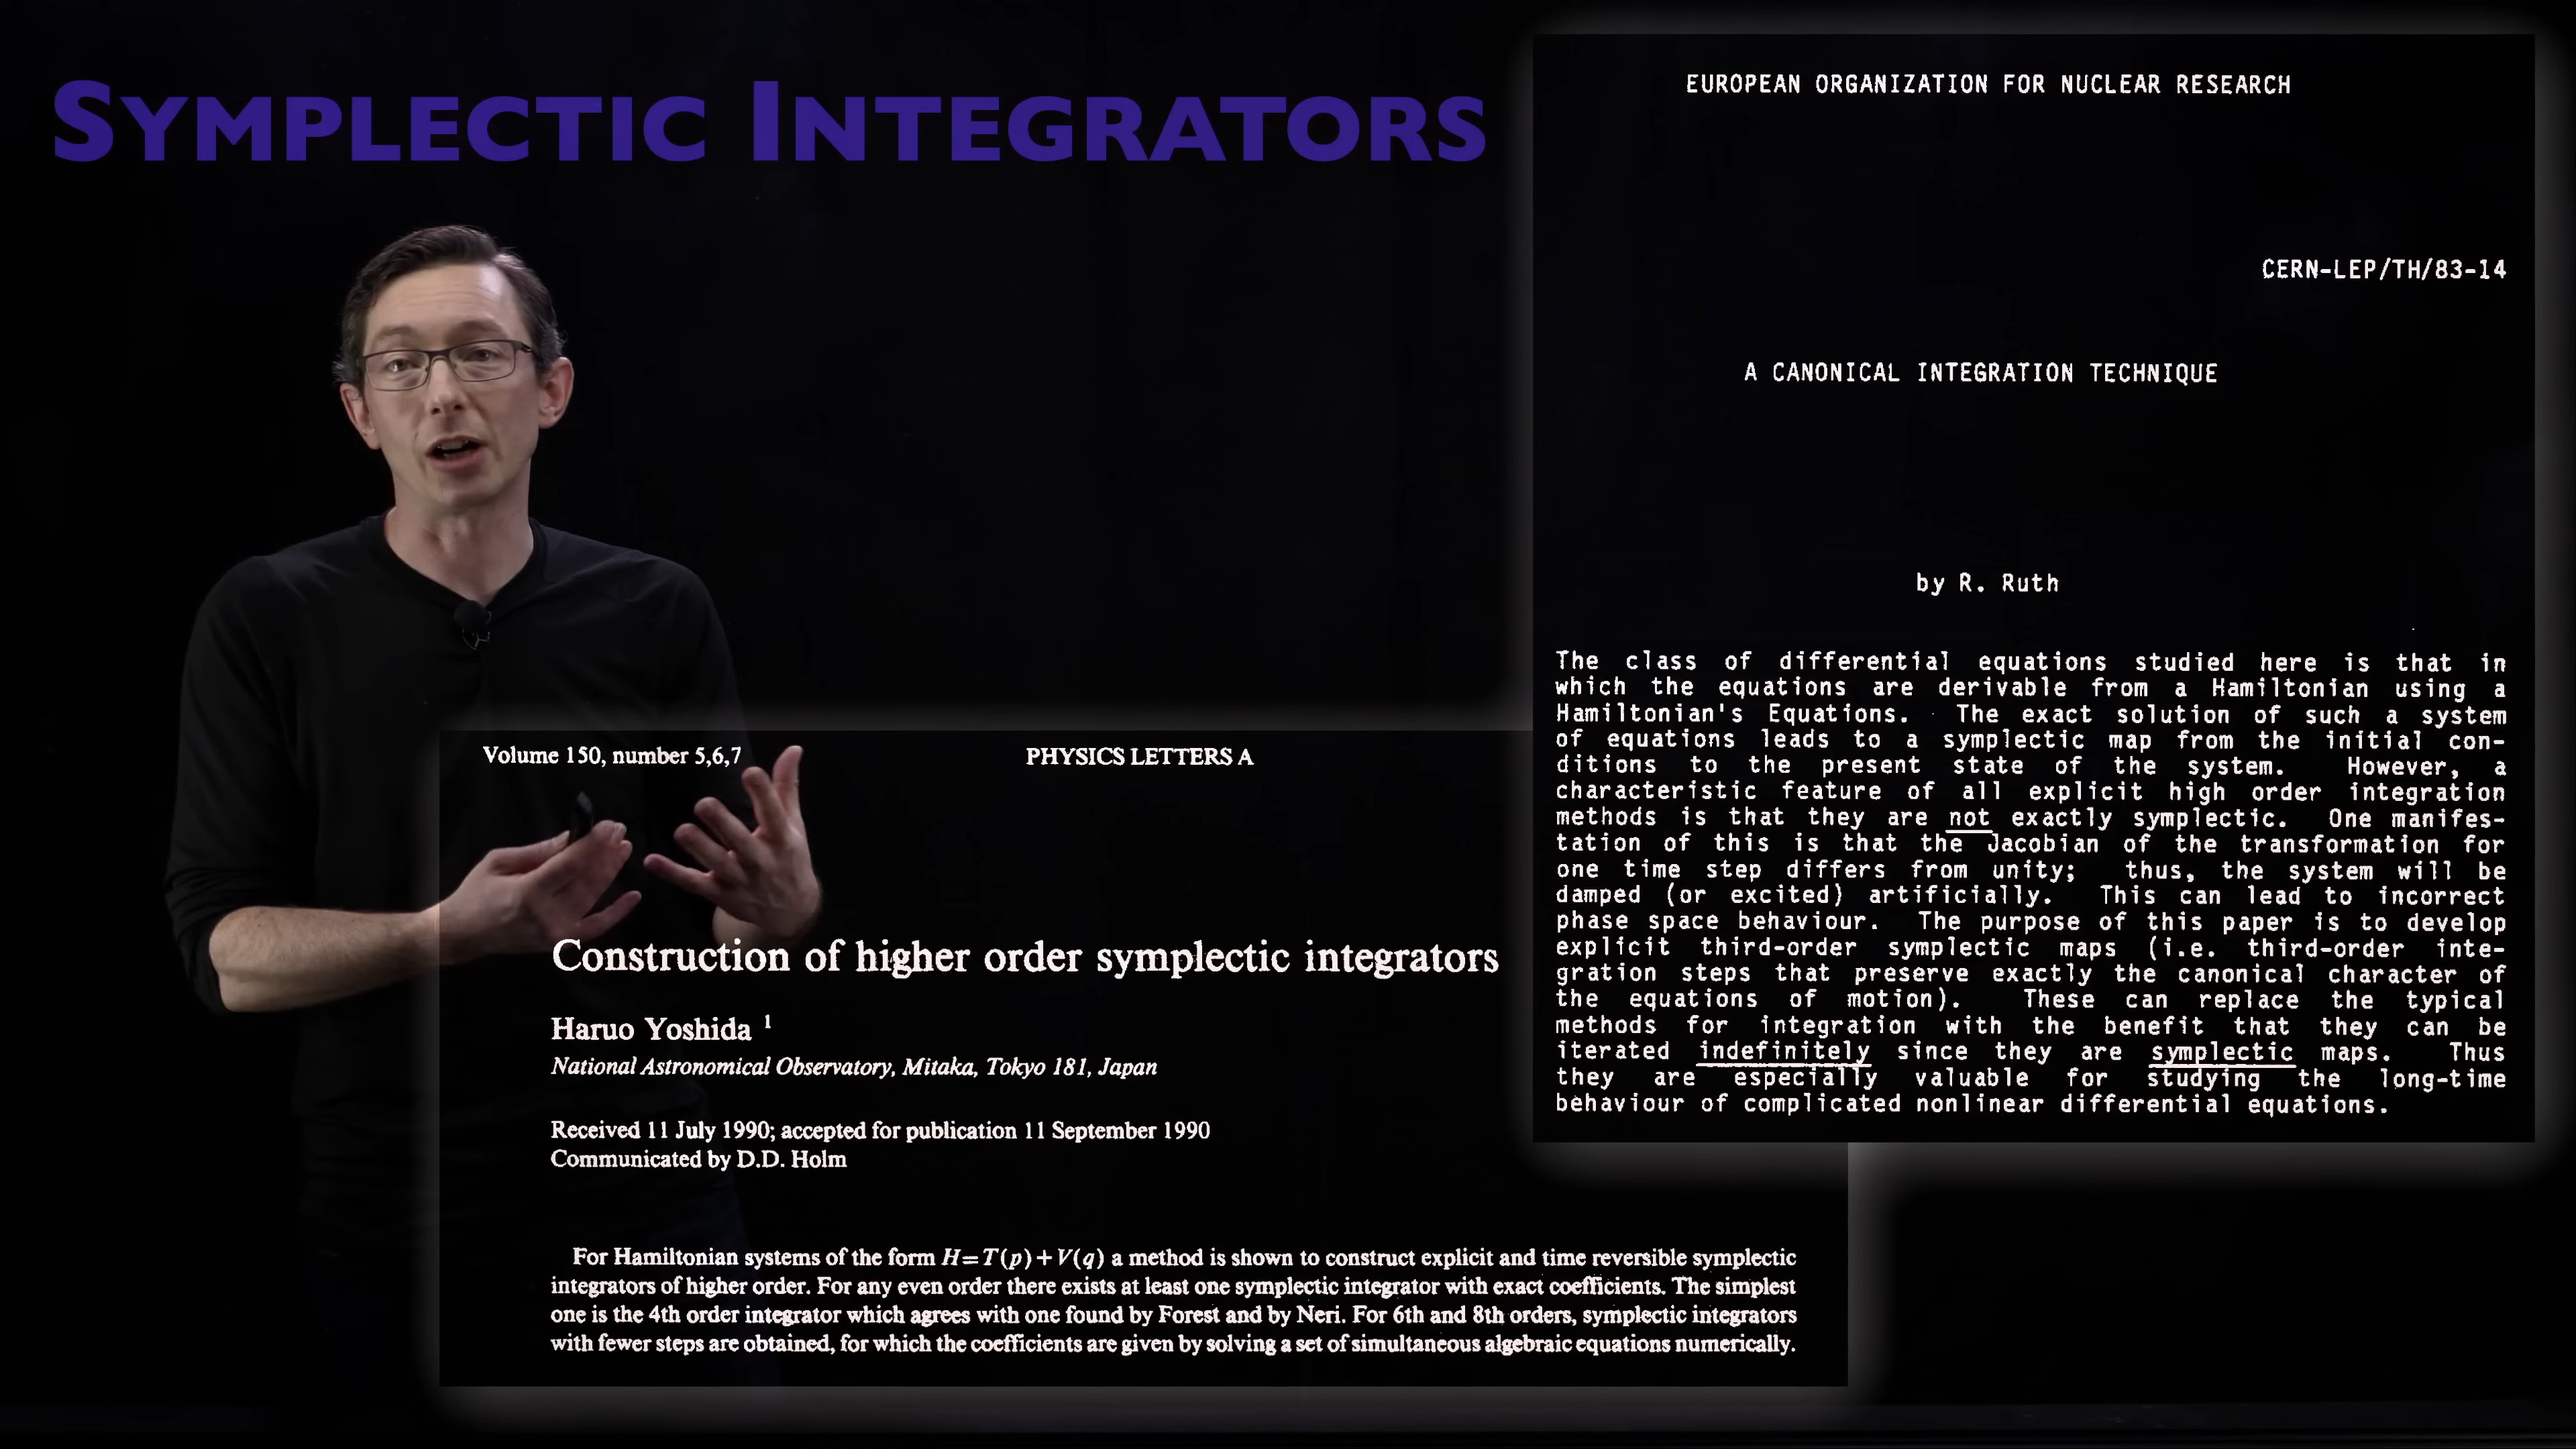 SYMPLECTIC INTEGRATORS
EUROPEAN ORGANIZATION FOR NUCLEAR RESEARCH
CERN-LEP/TH/83-14
A CANONICAL INTEGRATION TECHNIQUE
by R. Ruth
The class of differential equations studied here is that in
which the equations are derivable from a Hamiltonian using a
Hamiltonian's Equations. The exact solution of such a system
of equations leads to a symplectic map from the initial con-
ditions to the present state of the system. However, a
characteristic feature of all explicit high order integration
methods is that they are not exactly symplectic. One manifes-
tation of this is that the Jacobian of the transformation for
one time step differs from unity; thus, the system will be
damped (or excited) artificially. This can lead to incorrect
phase space behaviour. The purpose of this paper is to develop
explicit third-order symplectic maps (i.e. third-order inte-
gration steps that preserve exactly the canonical character of
the equations of motion). These can replace the typical
methods for integration with the benefit that they can be
iterated indefinitely since they are symplectic maps. Thus
they are especially valuable for studying the long-time
behaviour of complicated nonlinear differential equations.
Volume 150, number 5,6,7
PHYSICS LETTERS A
Construction of higher order symplectic integrators
Haruo Yoshida 1
National Astronomical Observatory, Mitaka, Tokyo 181, Japan
Received 11 July 1990; accepted for publication 11 September 1990
Communicated by D.D. Holm
For Hamiltonian systems of the form H=T(p)+V(q) a method is shown to construct explicit and time reversible symplectic
integrators of higher order. For any even order there exists at least one symplectic integrator with exact coefficients. The simplest
one is the 4th order integrator which agrees with one found by Forest and by Neri. For 6th and 8th orders, symplectic integrators
with fewer steps are obtained, for which the coefficients are given by solving a set of simultaneous algebraic equations numerically.